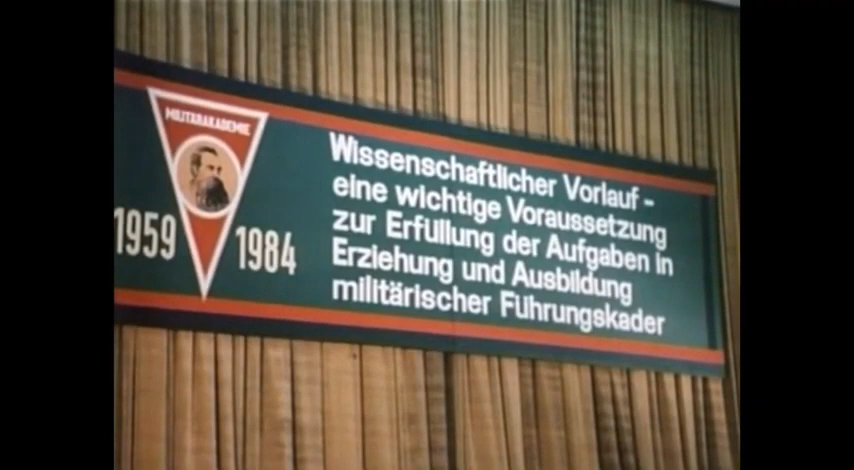 MILITÄRAKADEMIE
1959
1984
Wissenschaftlicher Vorlauf -
eine wichtige Voraussetzung
zur Erfüllung der Aufgaben in
Erziehung und Ausbildung
militärischer Führungskader